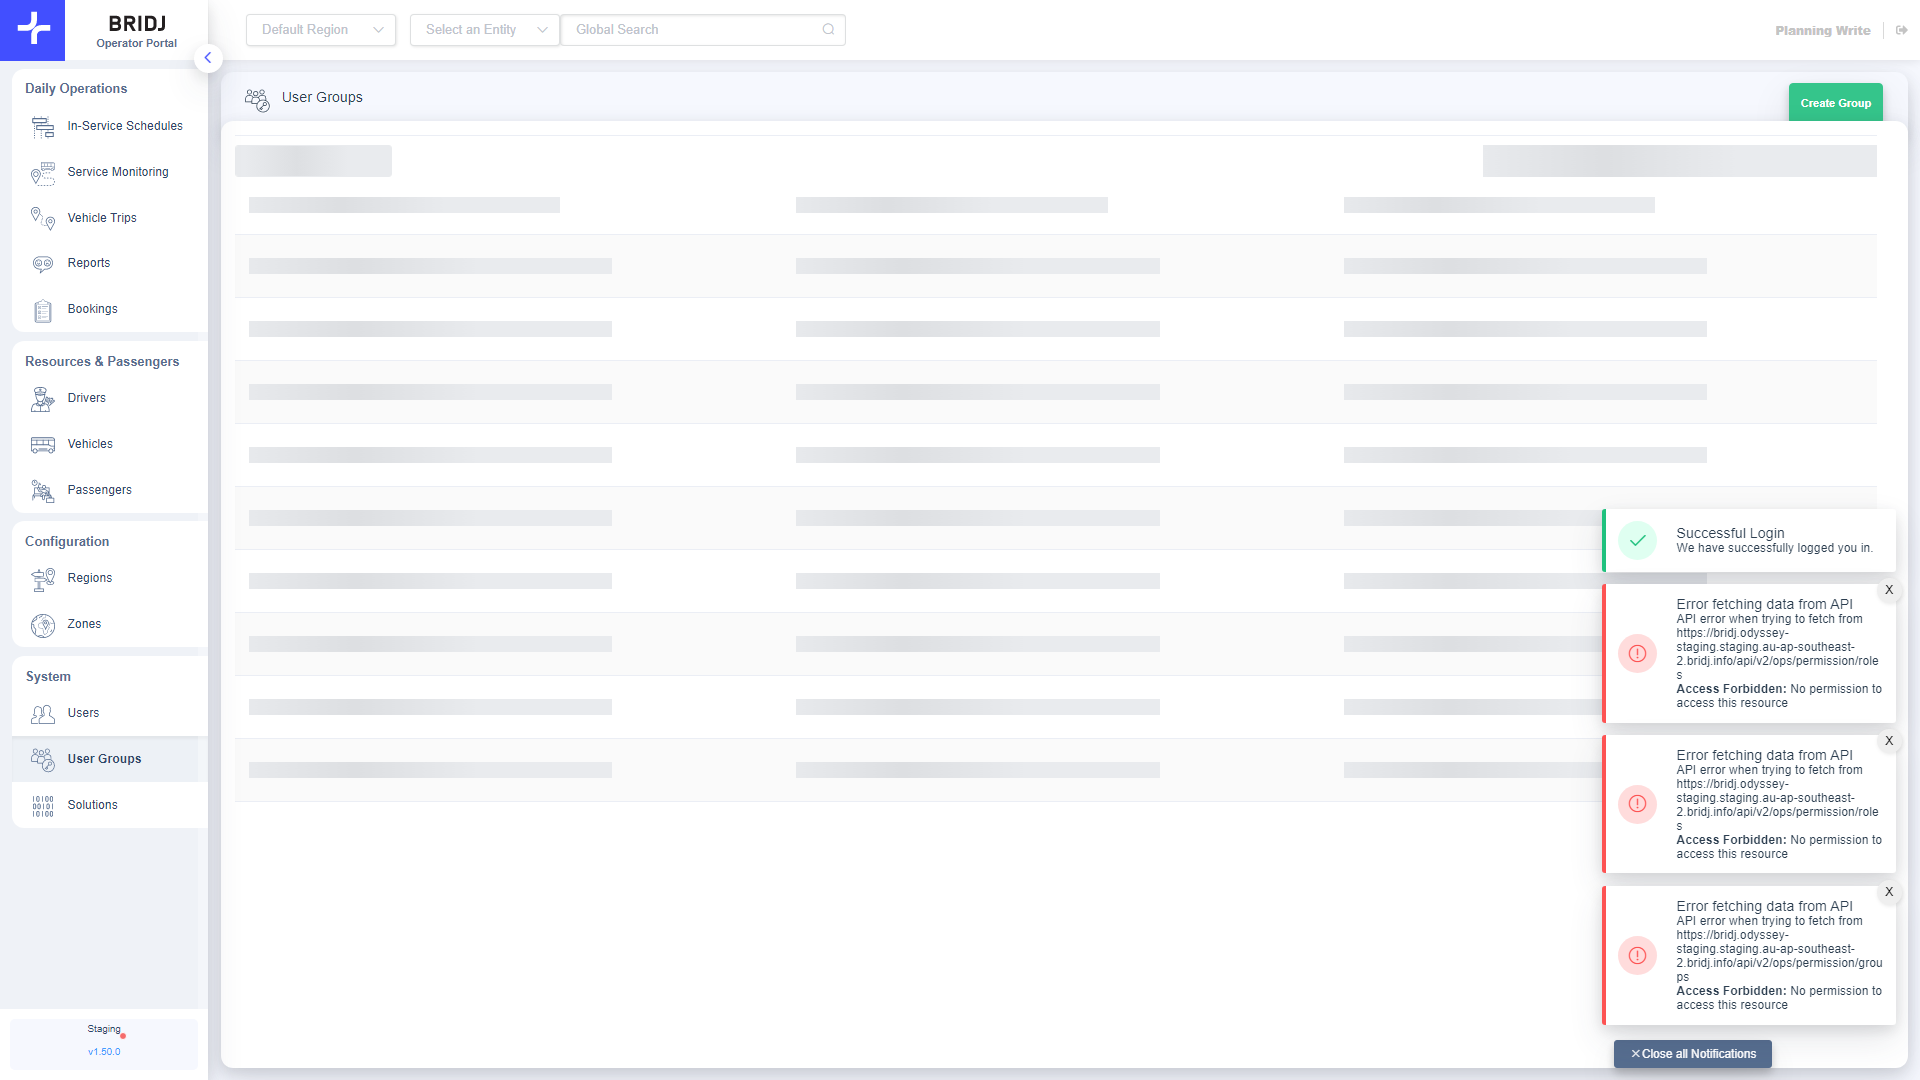 BRIDJ
Operator Portal
Default Region
Select an Entity
Global Search
Planning Write
Daily Operations
In-Service Schedules
Service Monitoring
Vehicle Trips
Reports
Bookings
Resources & Passengers
Drivers
Vehicles
Passengers
Configuration
Regions
Zones
System
Users
User Groups
10100
00101
10100
Solutions
Staging
v1.50.0
User Groups
Create Group
Successful Login
We have successfully logged you in.
X
Error fetching data from API
API error when trying to fetch from
https://bridj.odyssey-
staging.staging.au-ap-southeast-
2.bridj.info/api/v2/ops/permission/role
s
Access Forbidden: No permission to
access this resource
X
Error fetching data from API
API error when trying to fetch from
https://bridj.odyssey-
staging.staging.au-ap-southeast-
2.bridj.info/api/v2/ops/permission/role
s
Access Forbidden: No permission to
access this resource
X
Error fetching data from API
API error when trying to fetch from
https://bridj.odyssey-
staging.staging.au-ap-southeast-
2.bridj.info/api/v2/ops/permission/grou
ps
Access Forbidden: No permission to
access this resource
×Close all Notifications